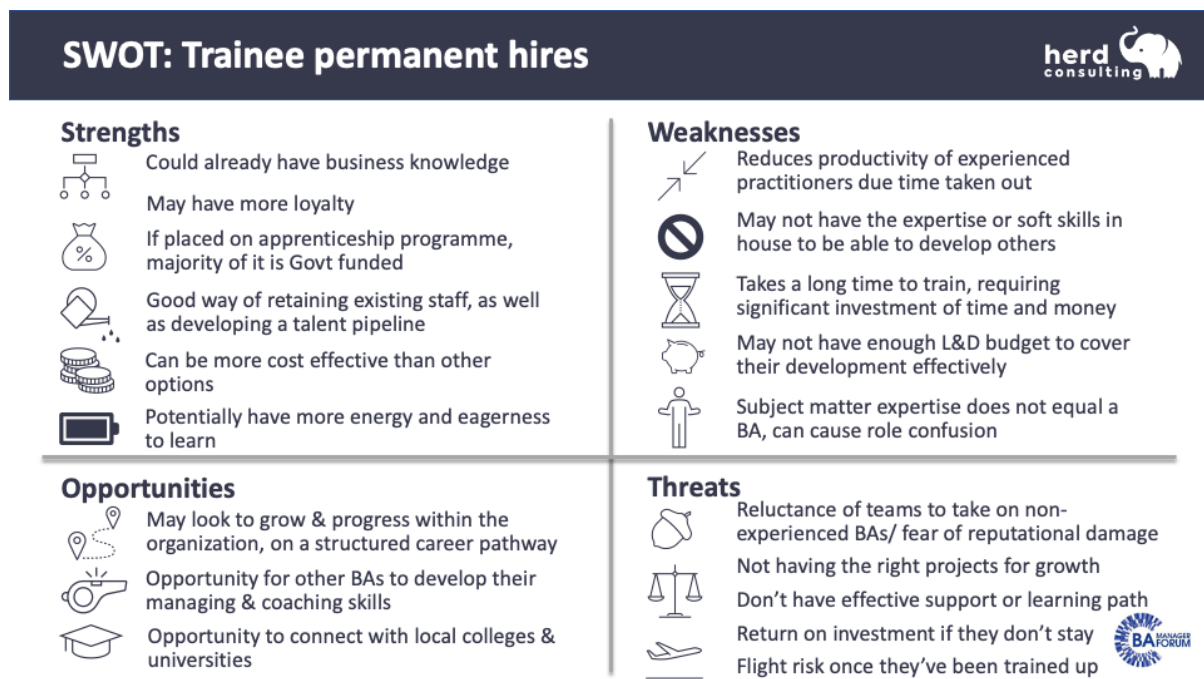 SWOT: Trainee permanent hires
herd
consulting
Strengths
Could already have business knowledge
May have more loyalty
%
If placed on apprenticeship programme,
majority of it is Govt funded
Good way of retaining existing staff, as well
as developing a talent pipeline
Can be more cost effective than other
options
Potentially have more energy and eagerness
to learn
Weaknesses
Reduces productivity of experienced
practitioners due time taken out
May not have the expertise or soft skills in
house to be able to develop others
Takes a long time to train, requiring
significant investment of time and money
May not have enough L&D budget to cover
their development effectively
Subject matter expertise does not equal a
BA, can cause role confusion
Opportunities
May look to grow & progress within the
organization, on a structured career pathway
Opportunity for other BAs to develop their
managing & coaching skills
Opportunity to connect with local colleges &
universities
Threats
Reluctance of teams to take on non-
experienced BAs/ fear of reputational damage
Not having the right projects for growth
Don’t have effective support or learning path
Return on investment if they don’t stay
Flight risk once they’ve been trained up
BA MANAGER
FORUM